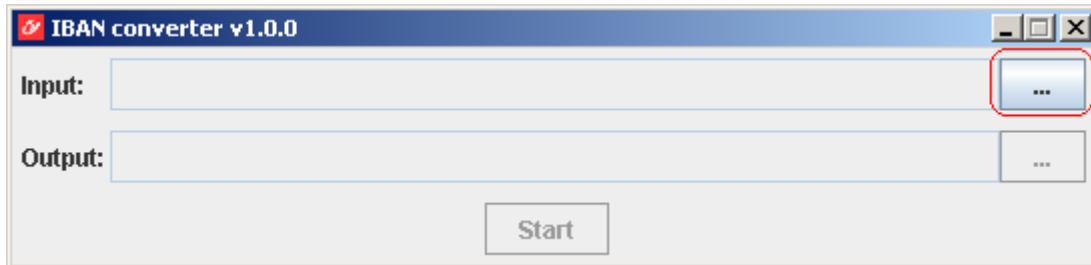 IBAN converter v1.0.0
Input: ...
Output: ...
Start